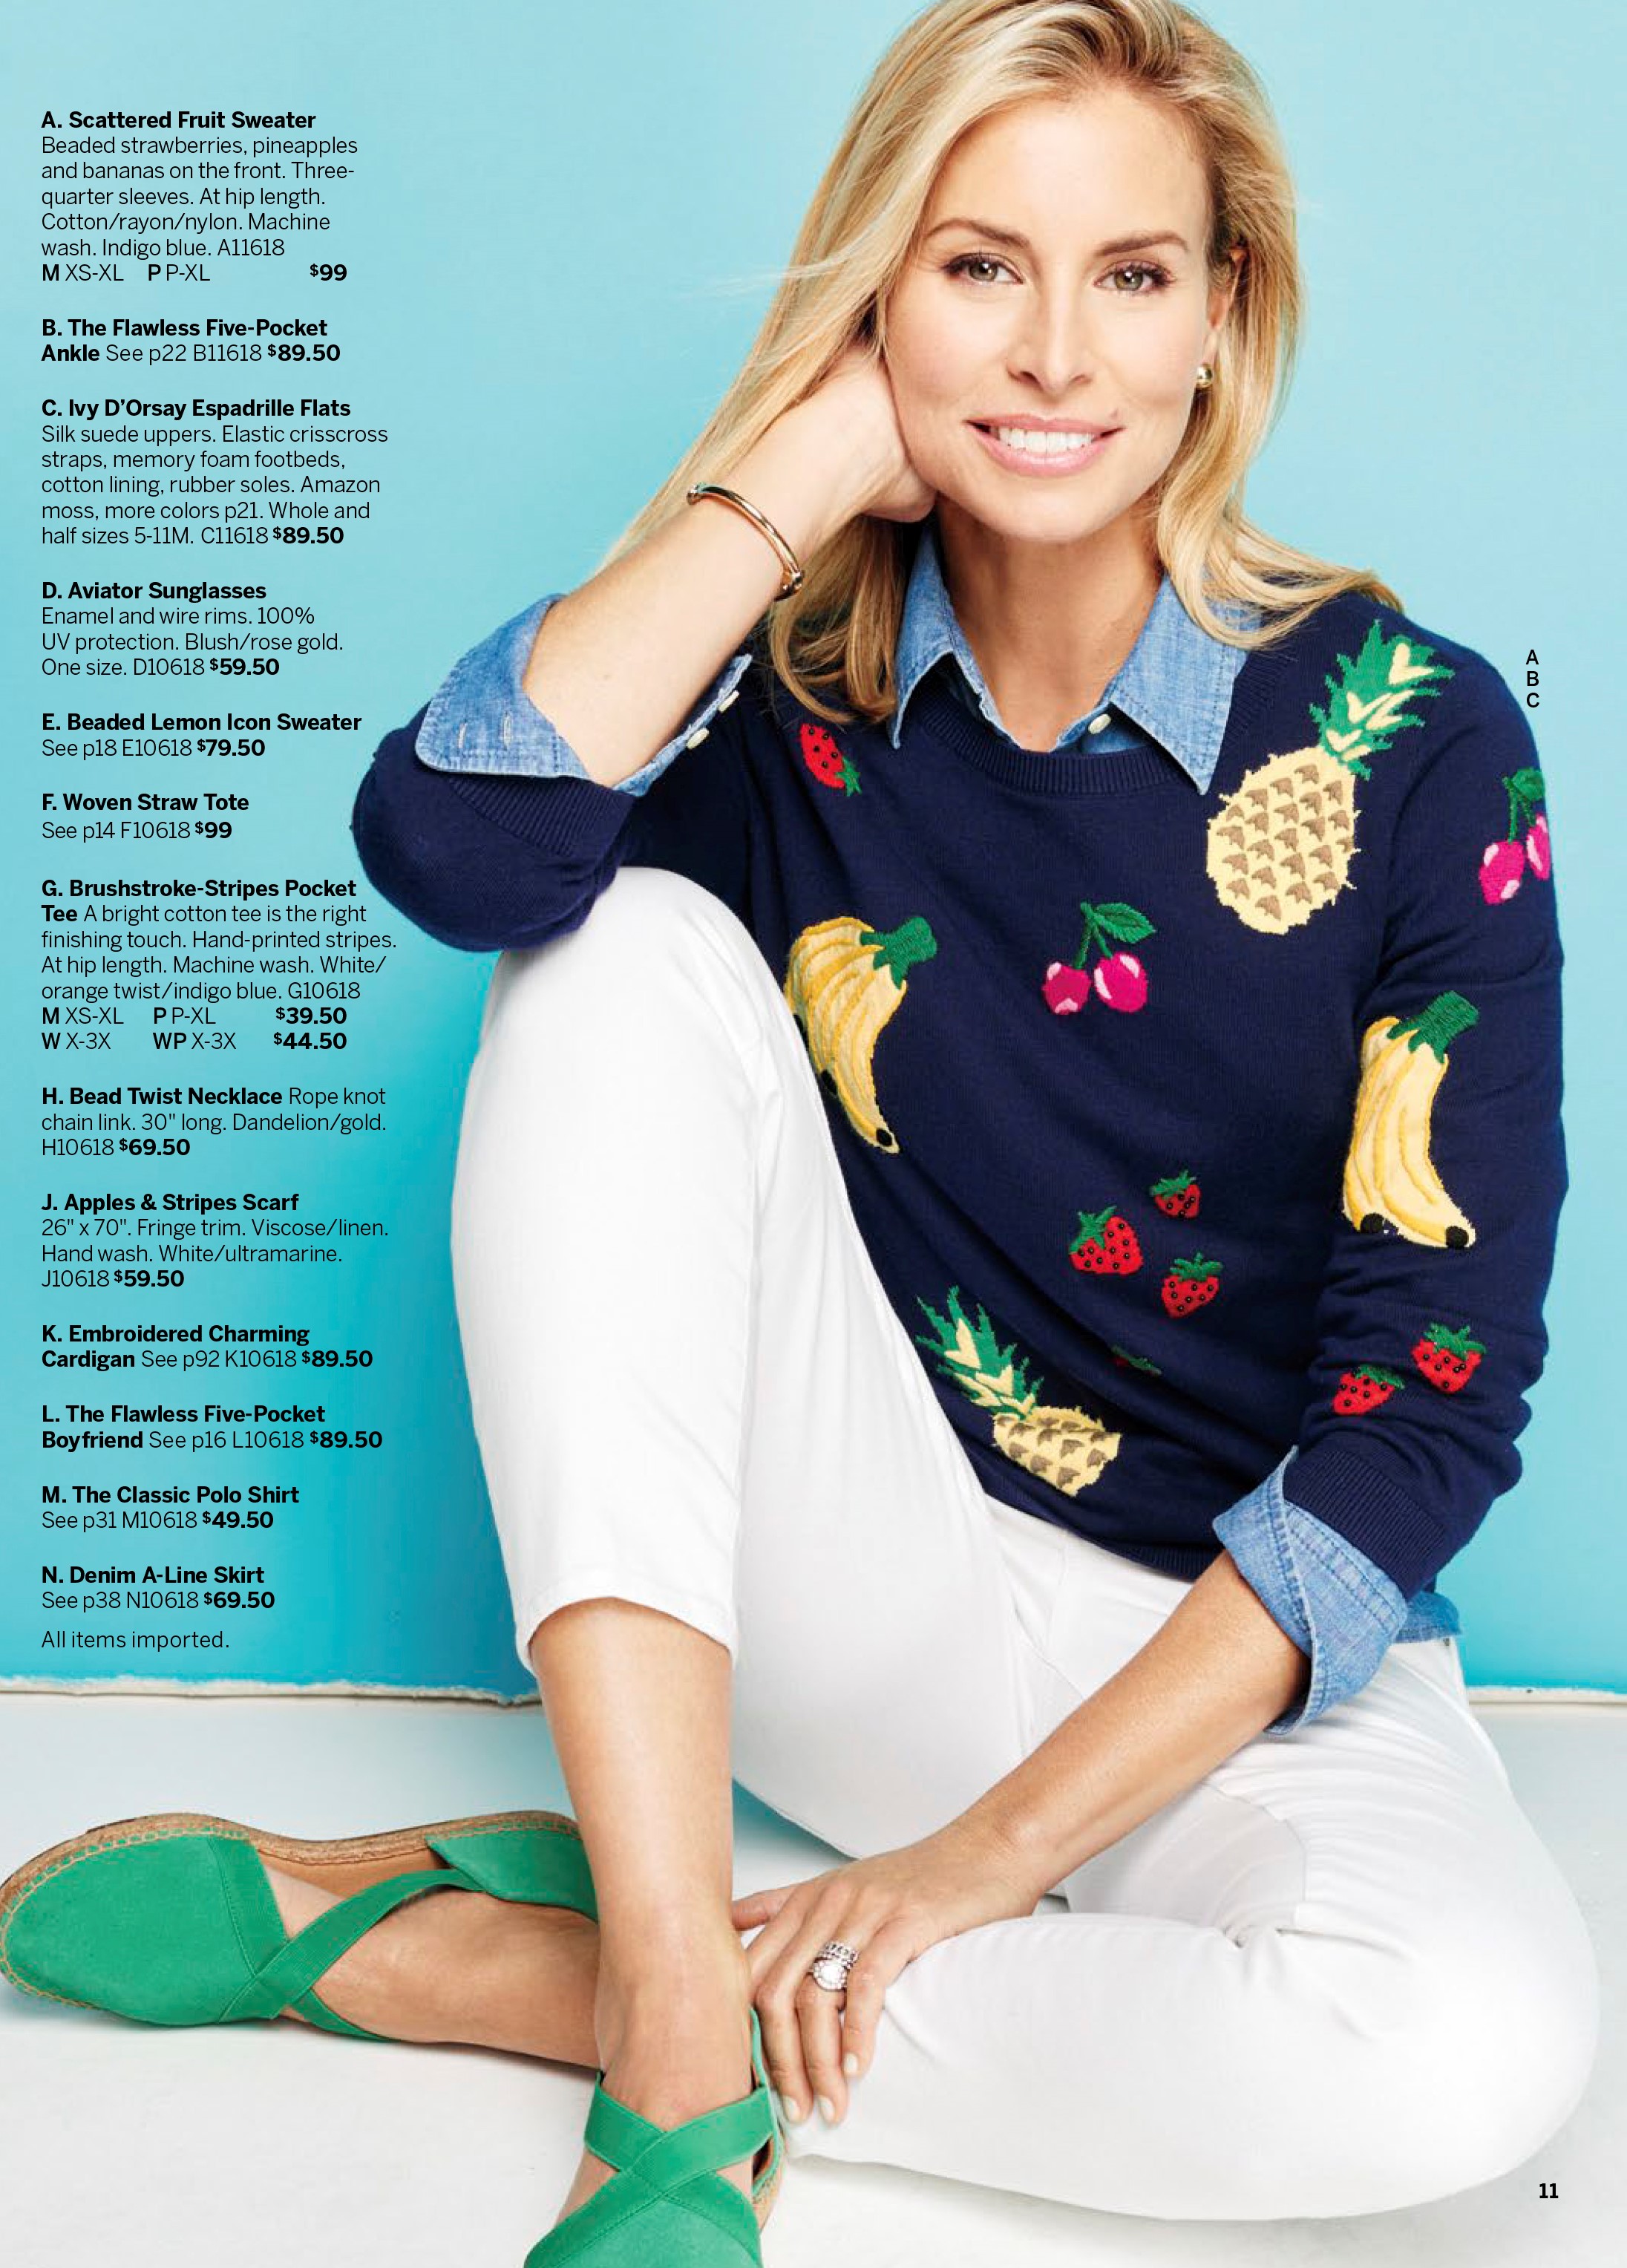 A. Scattered Fruit Sweater
Beaded strawberries, pineapples
and bananas on the front. Three-
quarter sleeves. At hip length.
Cotton/rayon/nylon. Machine
wash. Indigo blue. A11618
M XS-XL P P-XL $99
B. The Flawless Five-Pocket
Ankle See p22 B11618 $89.50
C. Ivy D’Orsay Espadrille Flats
Silk suede uppers. Elastic crisscross
straps, memory foam footbeds,
cotton lining, rubber soles. Amazon
moss, more colors p21. Whole and
half sizes 5-11M. C11618 $89.50
D. Aviator Sunglasses
Enamel and wire rims. 100%
UV protection. Blush/rose gold.
One size. D10618 $59.50
E. Beaded Lemon Icon Sweater
See p18 E10618 $79.50
F. Woven Straw Tote
See p14 F10618 $99
G. Brushstroke-Stripes Pocket
Tee A bright cotton tee is the right
finishing touch. Hand-printed stripes.
At hip length. Machine wash. White/
orange twist/indigo blue. G10618
M XS-XL P P-XL $39.50
W X-3X WP X-3X $44.50
H. Bead Twist Necklace Rope knot
chain link. 30" long. Dandelion/gold.
H10618 $69.50
J. Apples & Stripes Scarf
26" x 70". Fringe trim. Viscose/linen.
Hand wash. White/ultramarine.
J10618 $59.50
K. Embroidered Charming
Cardigan See p92 K10618 $89.50
L. The Flawless Five-Pocket
Boyfriend See p16 L10618 $89.50
M. The Classic Polo Shirt
See p31 M10618 $49.50
N. Denim A-Line Skirt
See p38 N10618 $69.50
All items imported.
A
B
C
11